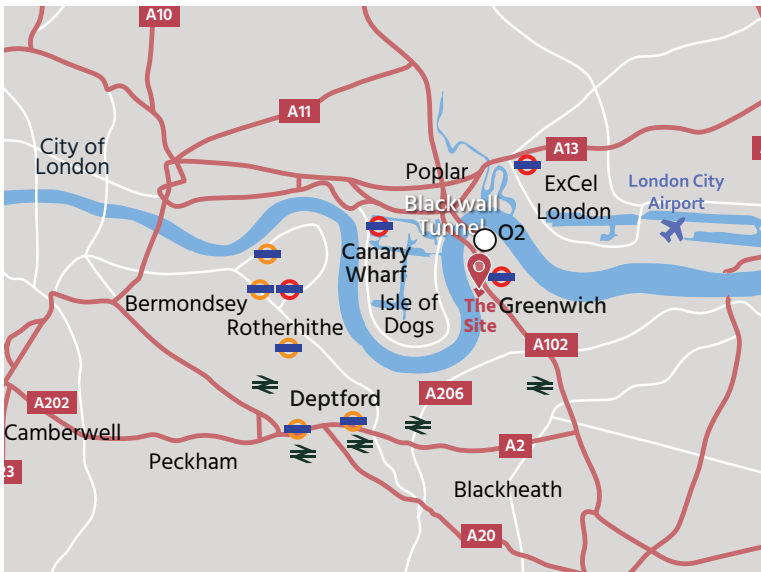 A10
A11
City of
London
A13
Poplar
ExCel
London
London City
Airport
Blackwall
Tunnel
O2
Canary
Wharf
Bermondsey
Isle of
Dogs
The
Site
Greenwich
Rotherhithe
A102
A202
Deptford
A206
Camberwell
A2
Peckham
23
Blackheath
A20